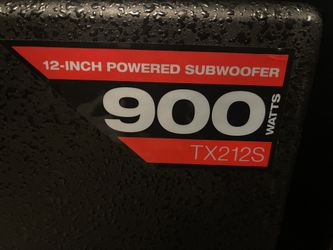 12-INCH POWERED SUBWOOFER
900 WATTS
TX212S